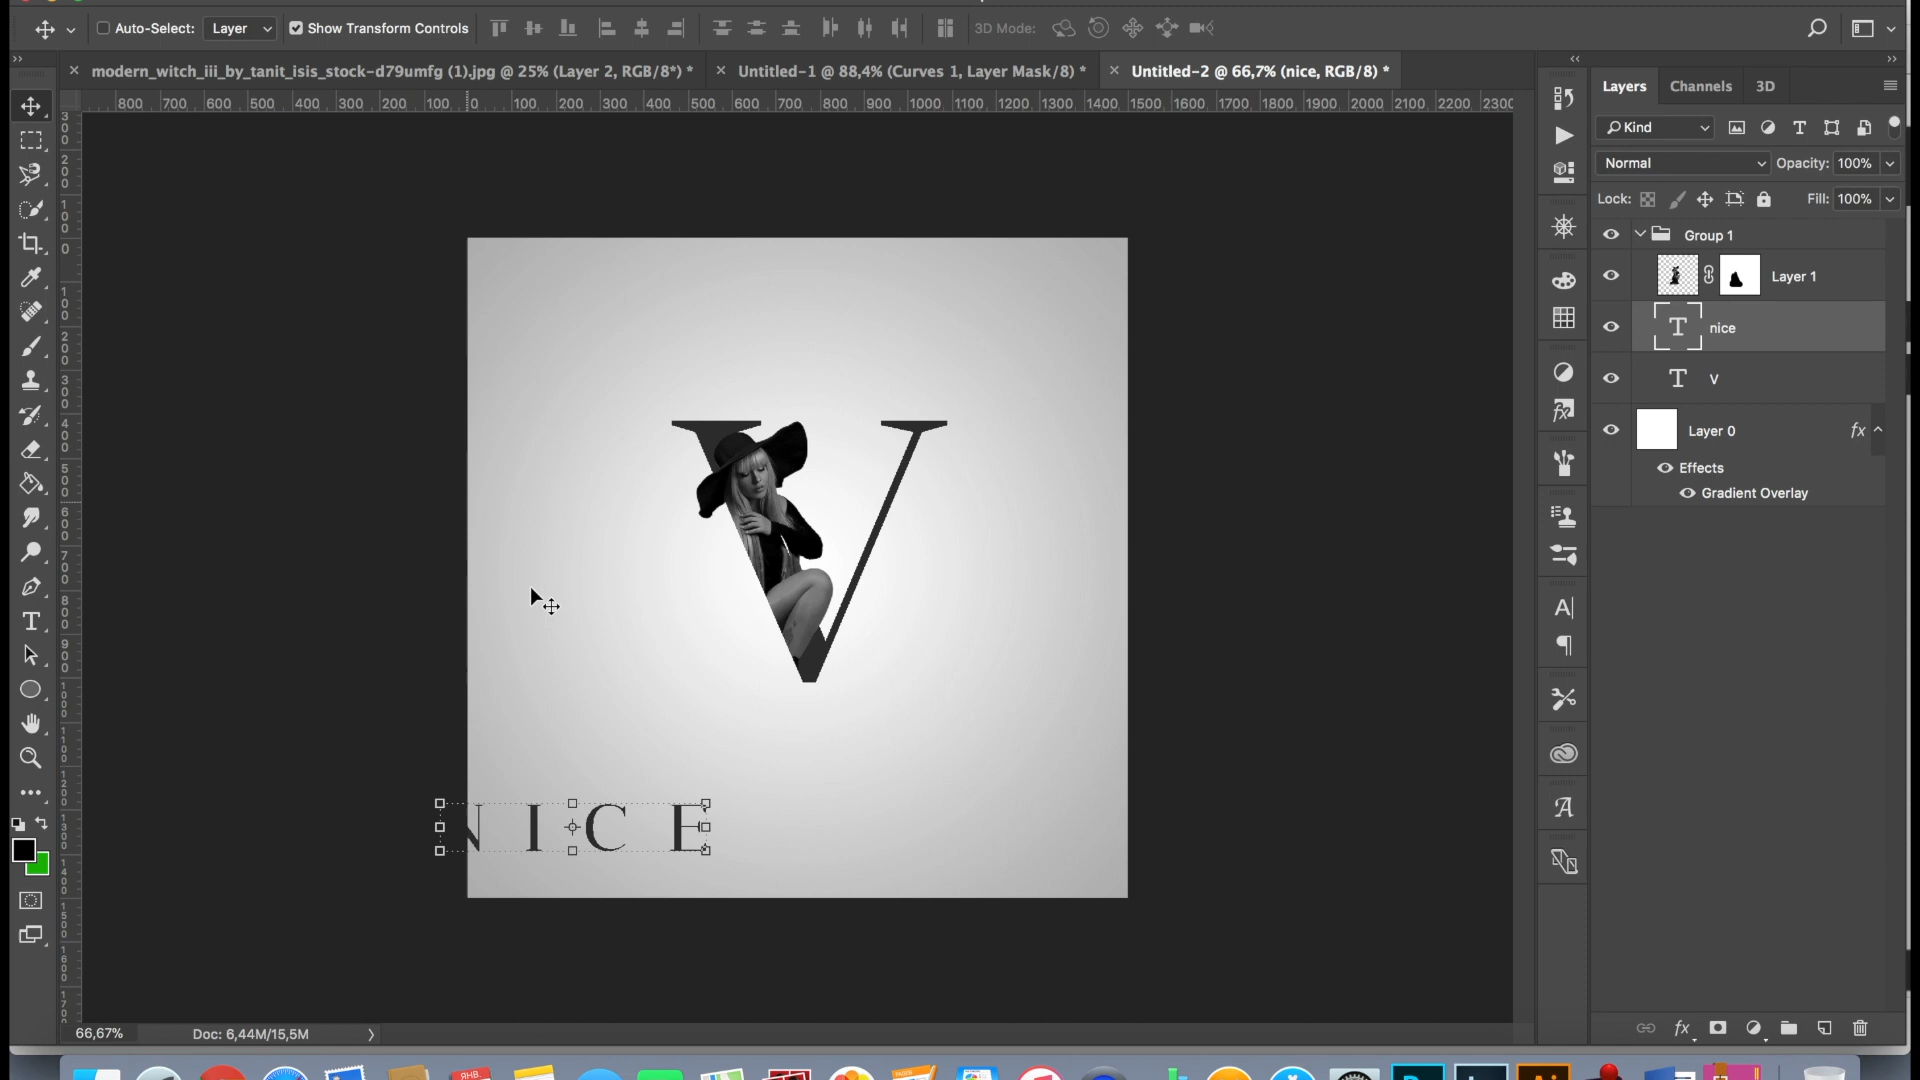 Auto-Select: Layer Show Transform Controls 3D Mode:
modern_witch_iii_by_tanit_isis_stock-d79umfg (1).jpg @ 25% (Layer 2, RGB/8*) * Untitled-1 @ 88,4% (Curves 1, Layer Mask/8) * Untitled-2 @ 66,7% (nice, RGB/8) *
800 700 600 500 400 300 200 100 0 100 200 300 400 500 600 700 800 900 1000 1100 1200 1300 1400 1500 1600 1700 1800 1900 2000 2100 2200 2300
Layers Channels 3D
Kind
Normal Opacity: 100%
Lock: Fill: 100%
Group 1
Layer 1
nice
V
Layer 0 fx
Effects
Gradient Overlay
V
N I C E
66,67% Doc: 6,44M/15,5M
ЯНВ.